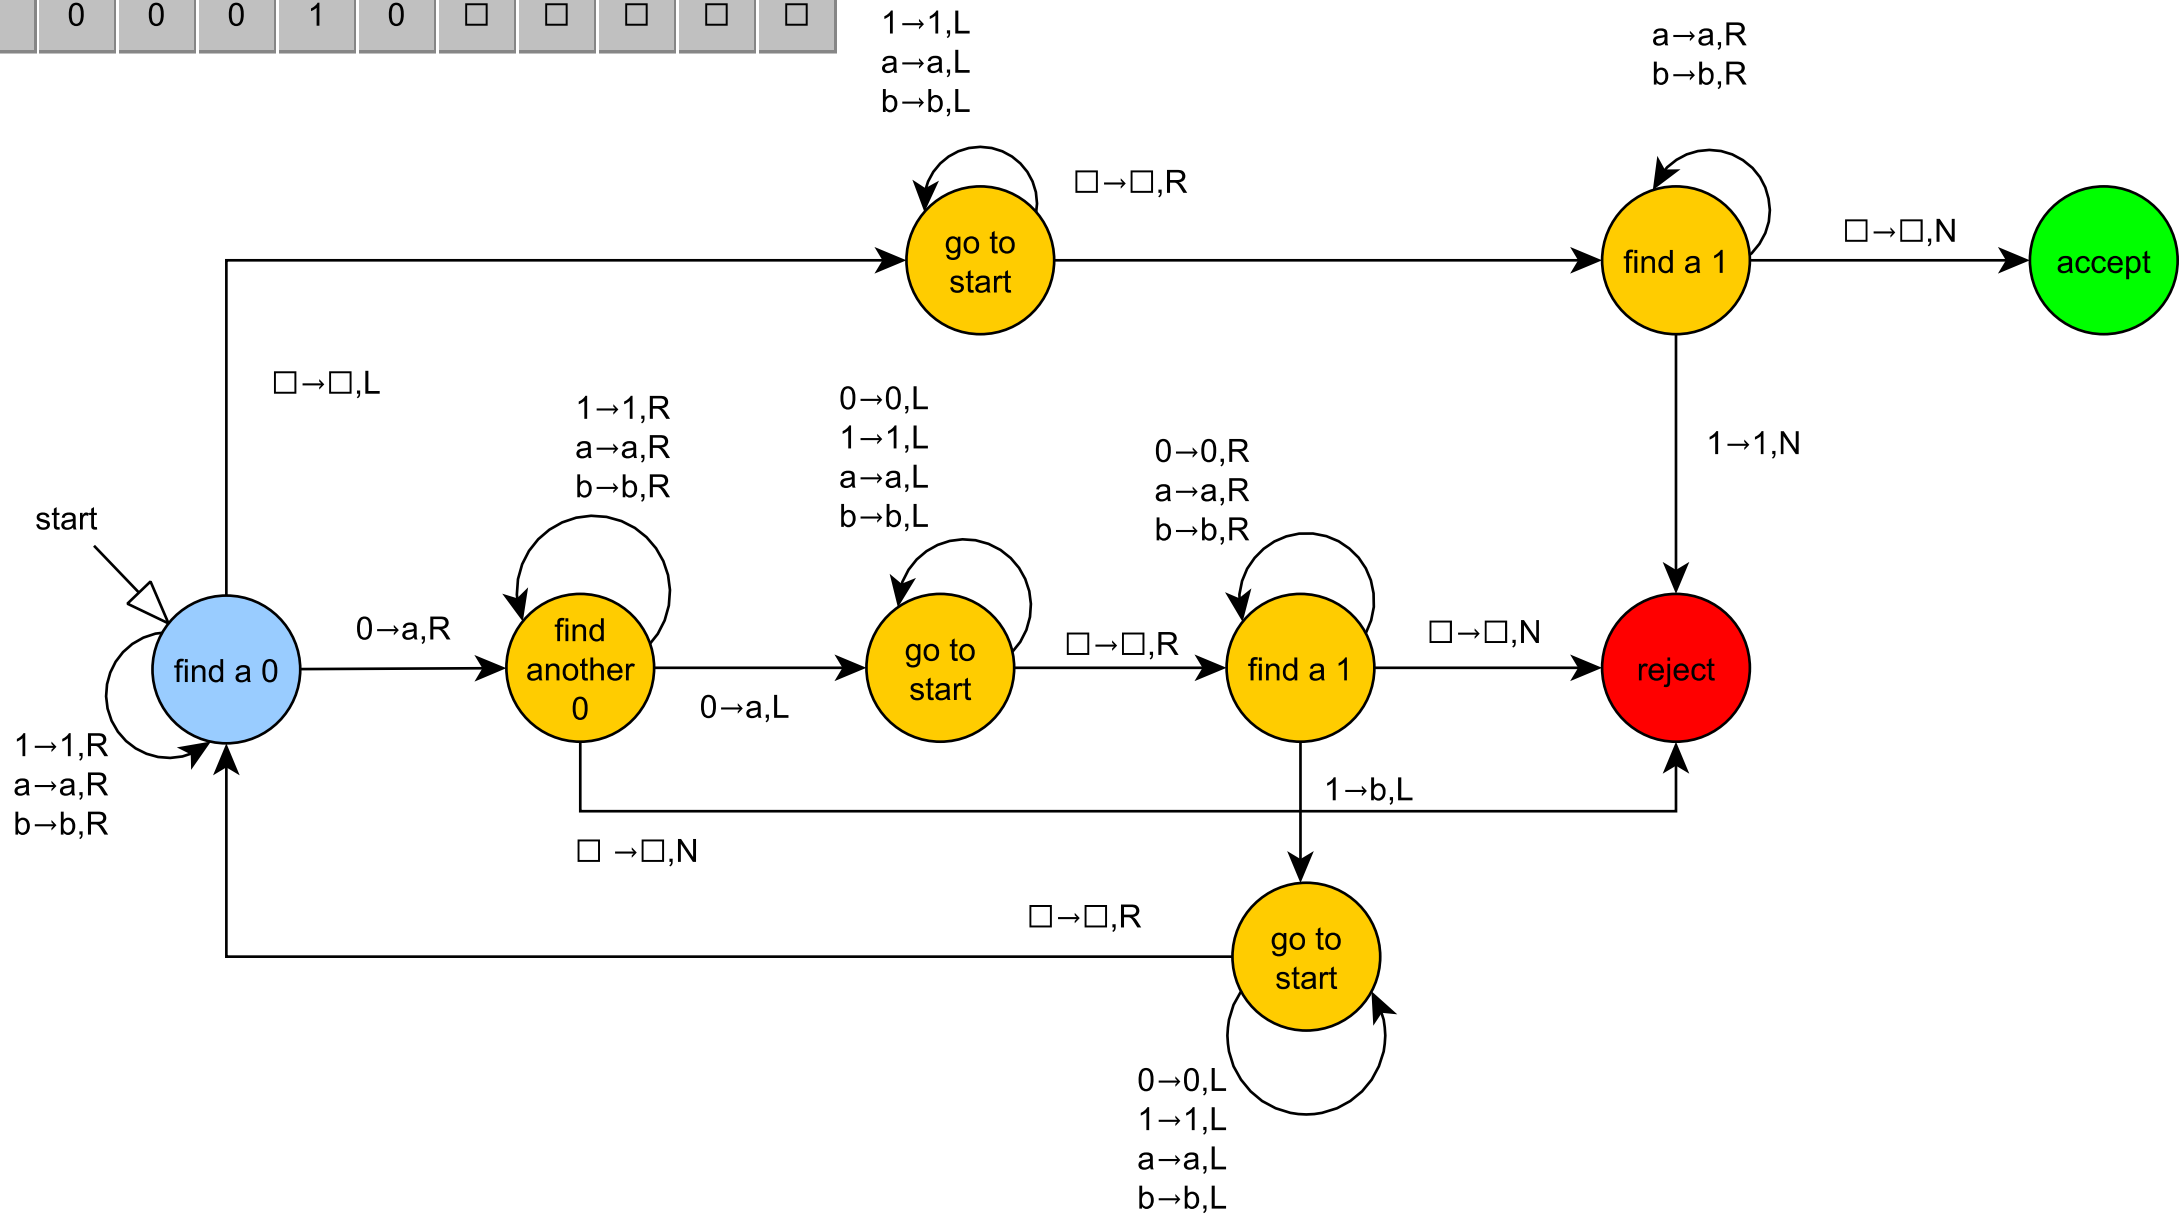 0 0 0 1 0 □ □ □ □ □
1→1,L
a→a,L
b→b,L
a→a,R
b→b,R
□→□,R
go to
start
find a 1
□→□,N
accept
□→□,L
1→1,R
a→a,R
b→b,R
0→0,L
1→1,L
a→a,L
b→b,L
0→0,R
a→a,R
b→b,R
1→1,N
start
find a 0
0→a,R
find
another
0
0→a,L
go to
start
□→□,R
find a 1
□→□,N
reject
1→1,R
a→a,R
b→b,R
□ →□,N
1→b,L
□→□,R
go to
start
0→0,L
1→1,L
a→a,L
b→b,L